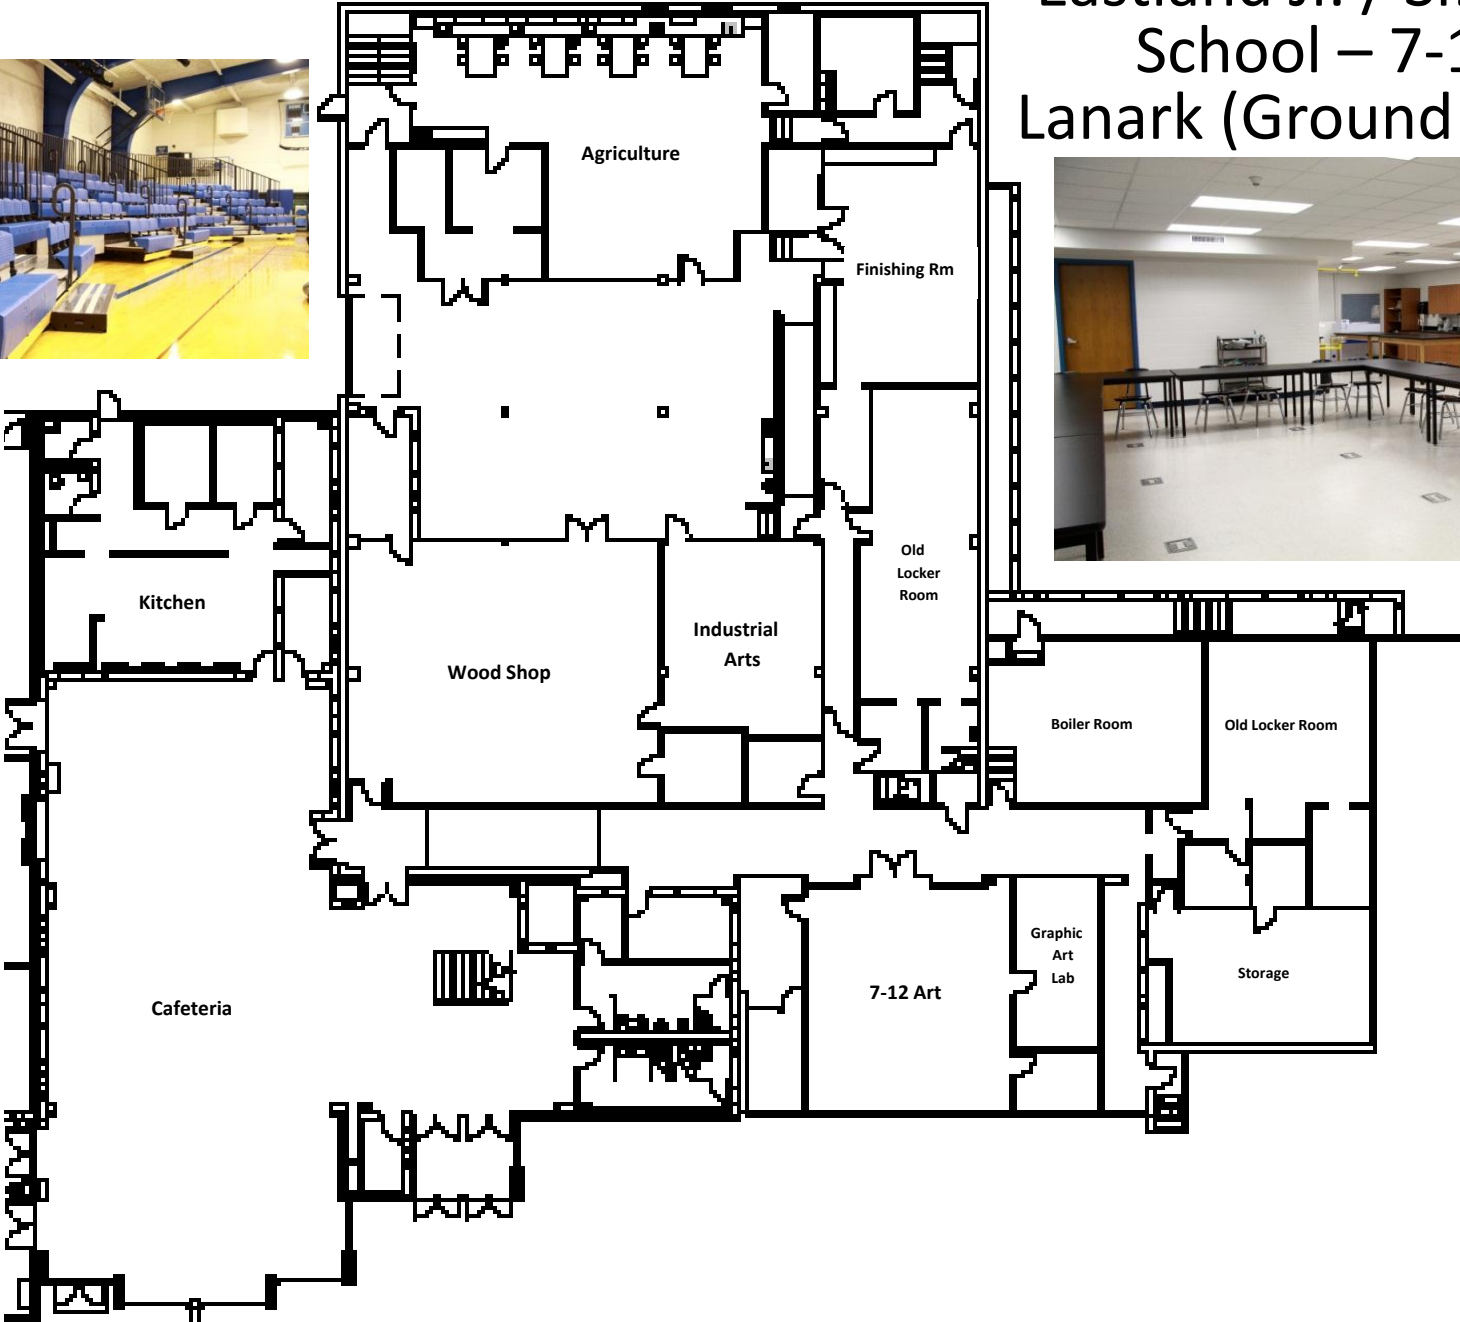 School – 7-
Lanark (Ground
Agriculture
Finishing Rm
Old
Locker
Room
Kitchen
Industrial
Arts
Wood Shop
Boiler Room
Old Locker Room
Graphic
Art
Lab
Storage
7-12 Art
Cafeteria